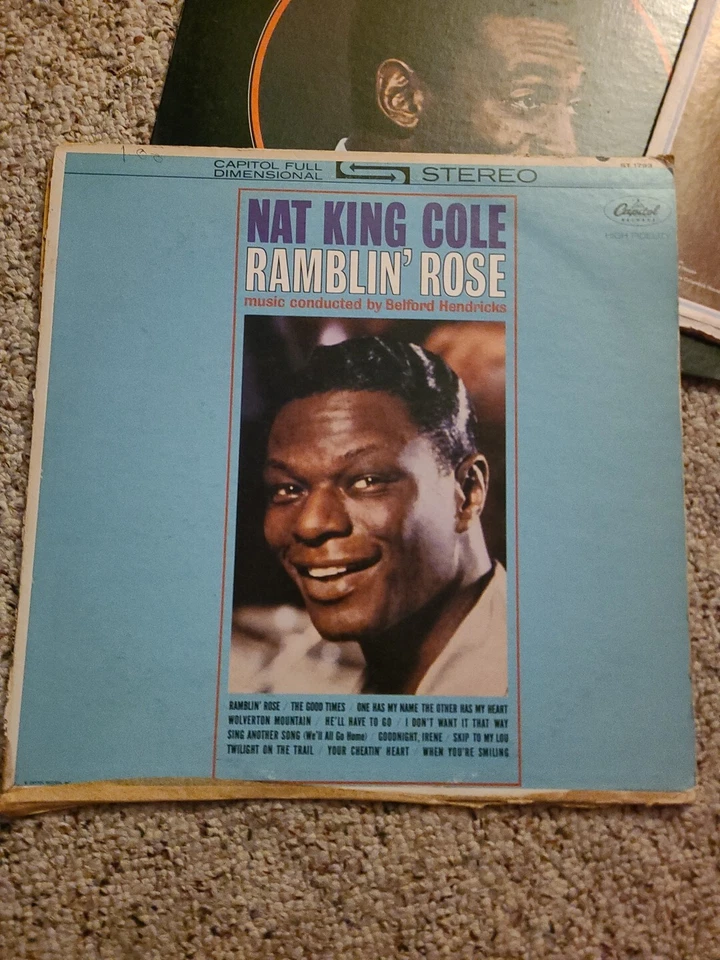 CAPITOL FULL
DIMENSIONAL
STEREO
Capitol
RECORDS
HIGH FIDELITY
NAT KING COLE
RAMBLIN' ROSE
music conducted by Belford Hendricks
RAMBLIN' ROSE / THE GOOD TIMES / ONE HAS MY NAME THE OTHER HAS MY HEART
WOLVERTON MOUNTAIN / HE'LL HAVE TO GO / I DON'T WANT IT THAT WAY
SING ANOTHER SONG (We'll All Go Home) / GOODNIGHT, IRENE / SKIP TO MY LOU
TWILIGHT ON THE TRAIL / YOUR CHEATIN' HEART / WHEN YOU'RE SMILING